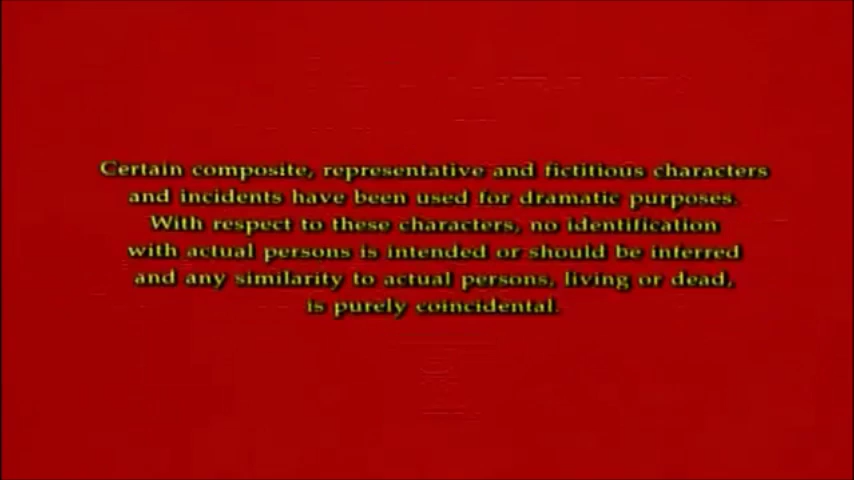 Certain composite, representative and fictitious characters
and incidents have been used for dramatic purposes.
With respect to these characters, no identification
with actual persons is intended or should be inferred
and any similarity to actual persons, living or dead,
is purely coincidental.